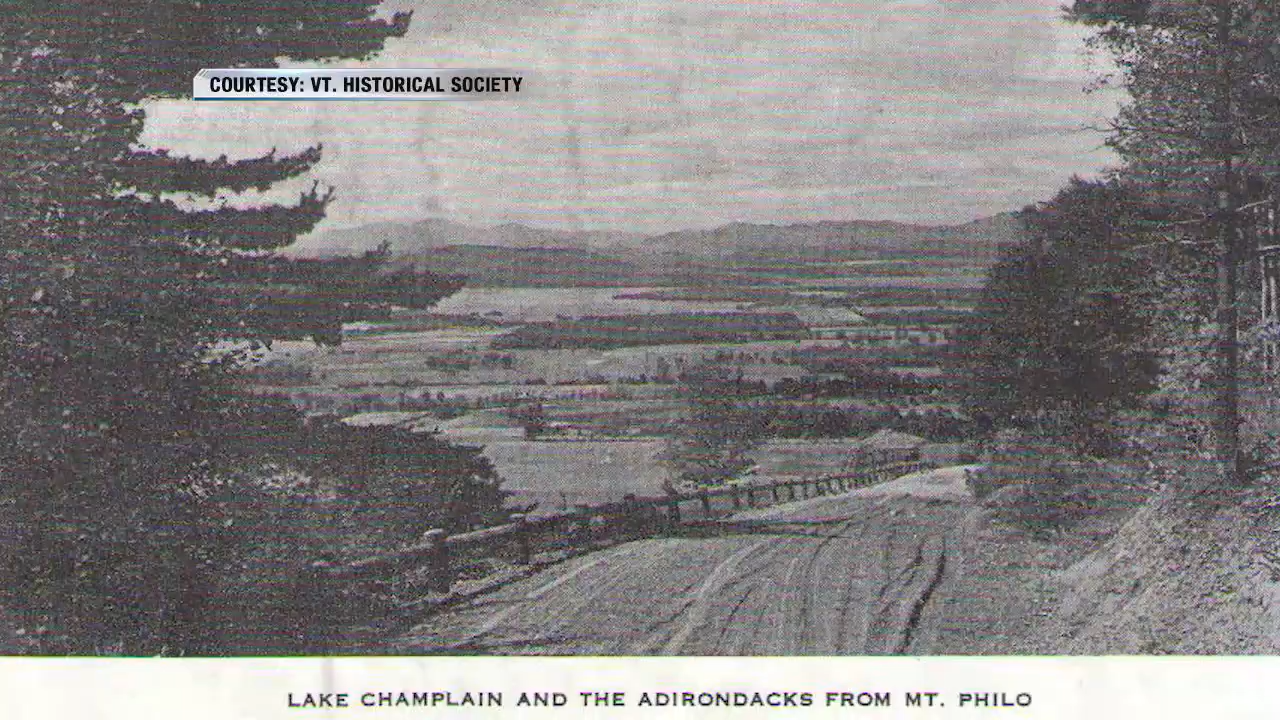 COURTESY: VT. HISTORICAL SOCIETY
LAKE CHAMPLAIN AND THE ADIRONDACKS FROM MT. PHILO